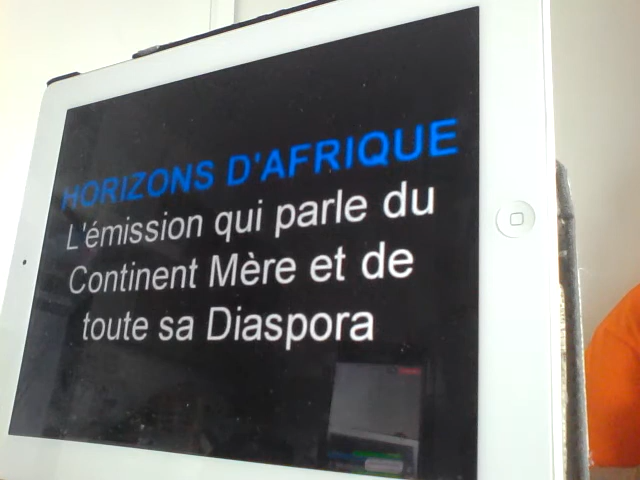 HORIZONS D'AFRIQUE
L'émission qui parle du
Continent Mère et de
toute sa Diaspora